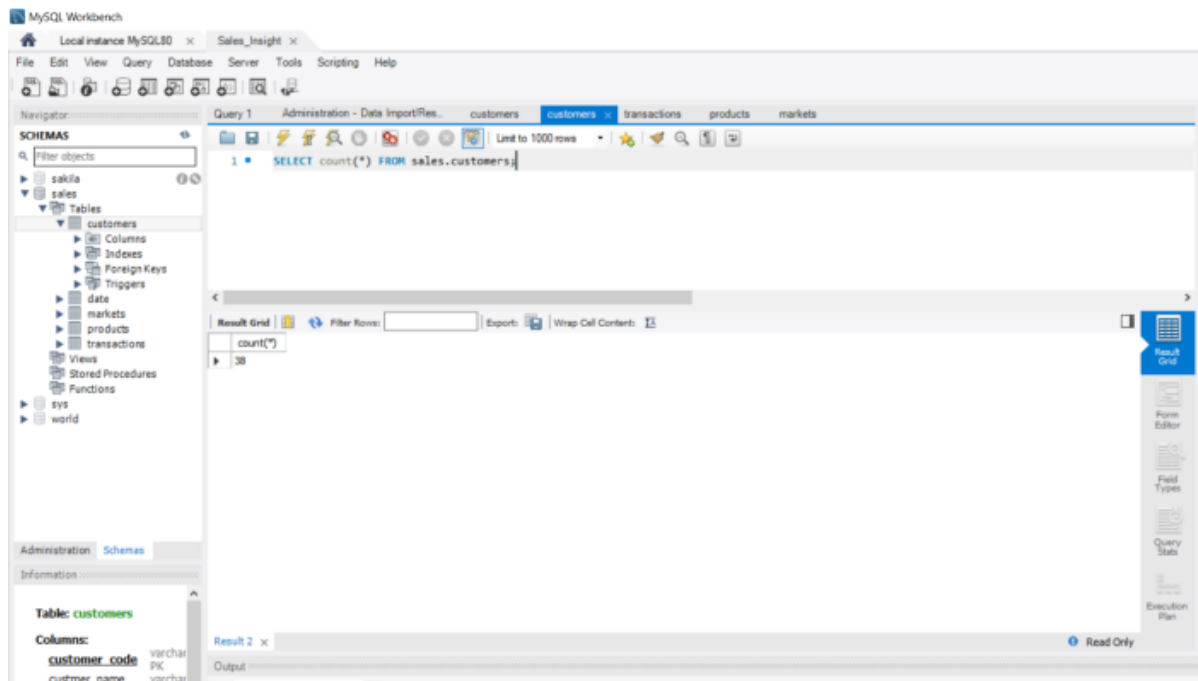 MySQL Workbench
Local instance MySQL80 × Sales_Insight ×
File Edit View Query Database Server Tools Scripting Help
Navigator
SCHEMAS
Filter objects
sakila
sales
Tables
customers
Columns
Indexes
Foreign Keys
Triggers
date
markets
products
transactions
Views
Stored Procedures
Functions
sys
world
Administration Schemas
Information
Table: customers
Columns:
customer_code varchar PK
custmer_name varchar
Query 1 Administration - Data Import/Res... customers customers × transactions products markets
Limit to 1000 rows
1 SELECT count(*) FROM sales.customers;
Result Grid Filter Rows: Export: Wrap Cell Content:
count(*)
38
Result Grid
Form Editor
Field Types
Query Stats
Execution Plan
Result 2 × Read Only
Output